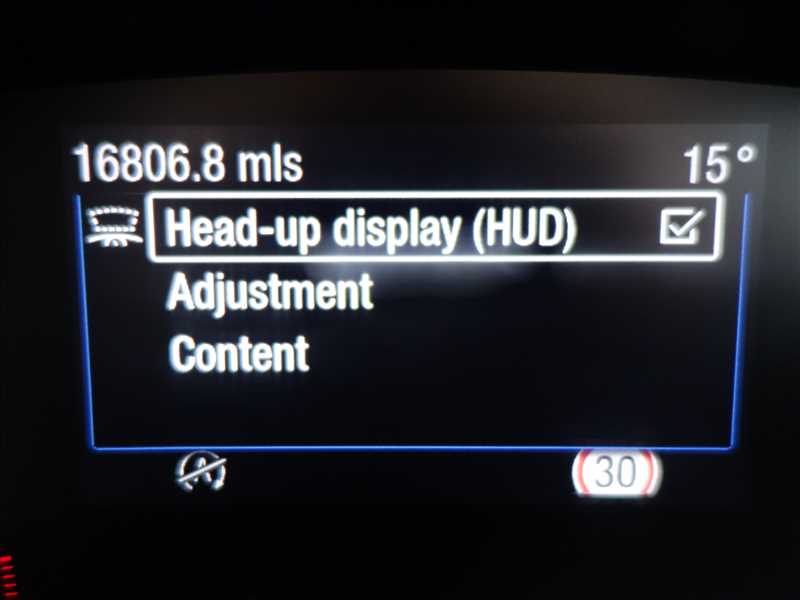 16806.8 mls 15°
Head-up display (HUD)
Adjustment
Content
A
30